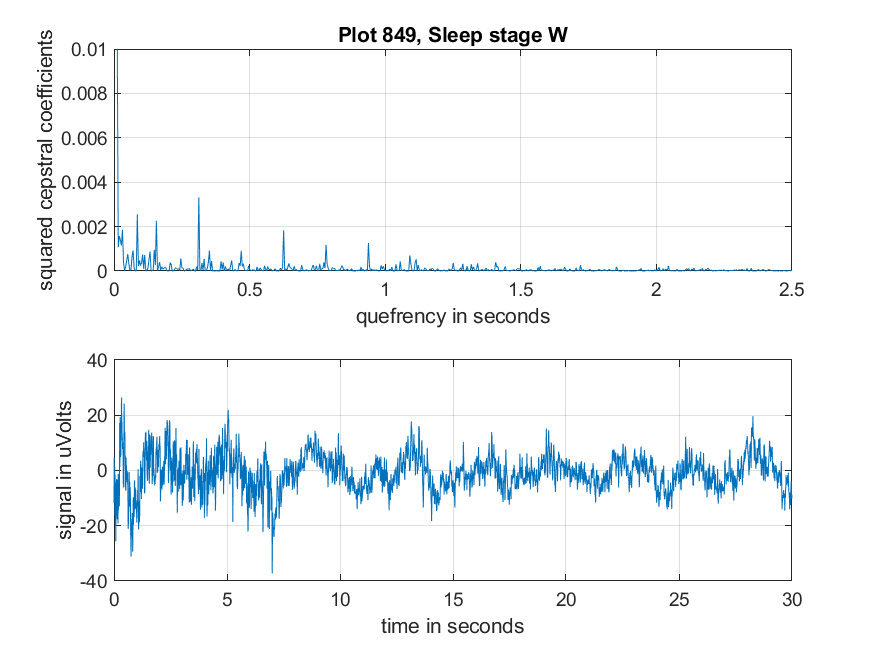 Plot 849, Sleep stage W
squared cepstral coefficients
0.01
0.008
0.006
0.004
0.002
0
0 0.5 1 1.5 2 2.5
quefrency in seconds
signal in uVolts
40
20
0
-20
-40
0 5 10 15 20 25 30
time in seconds